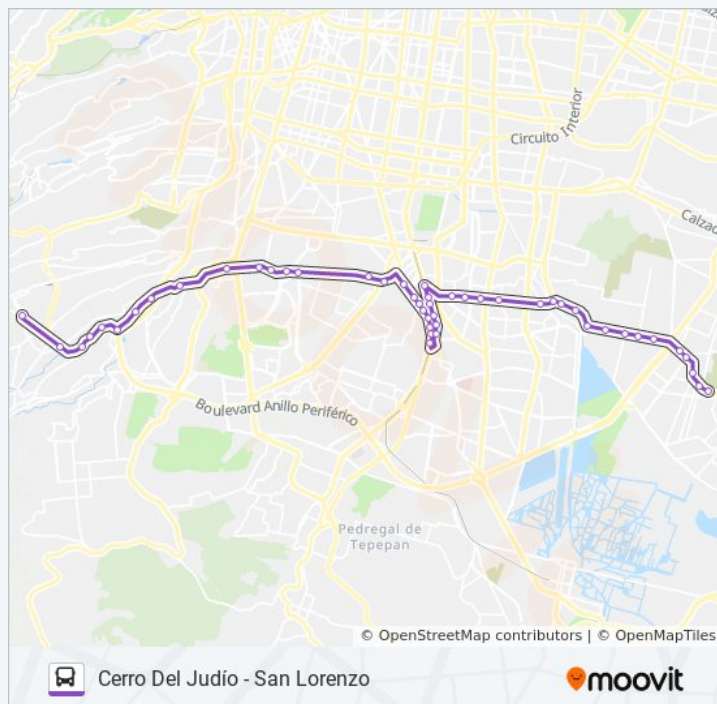 Circuito Interior
Calzad
Boulevard Anillo Periférico
Pedregal de
Tepepan
© OpenStreetMap contributors | © OpenMapTiles
Cerro Del Judío - San Lorenzo
moovit